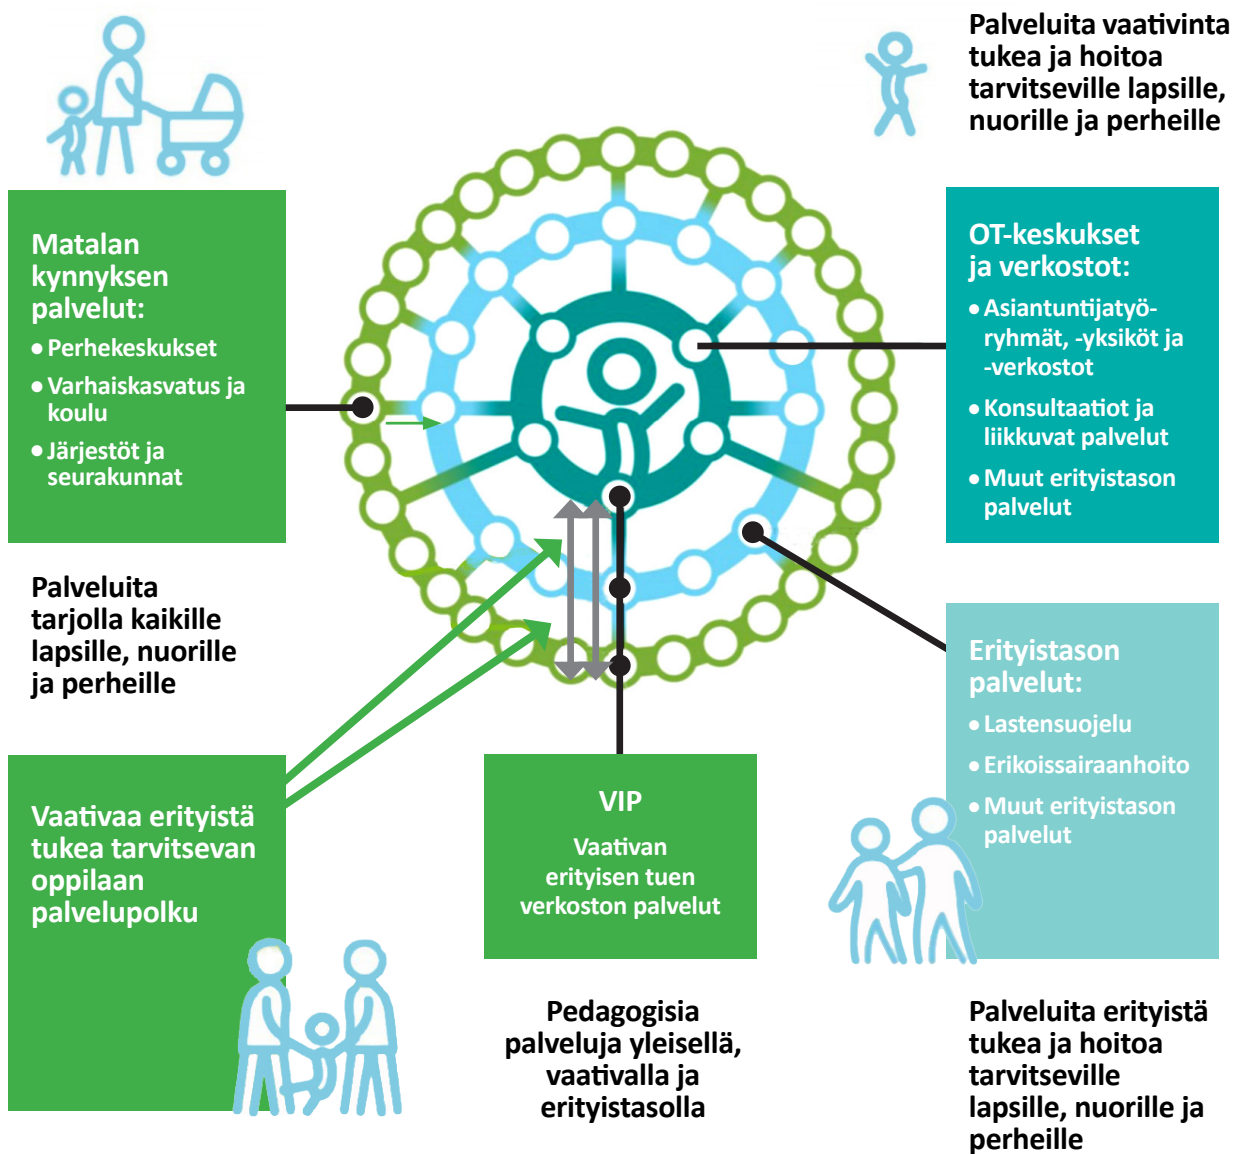 Palveluita vaativinta
tukea ja hoitoa
tarvitseville lapsille,
nuorille ja perheille
Matalan
kynnyksen
palvelut:
• Perhekeskukset
• Varhaiskasvatus ja
koulu
• Järjestöt ja
seurakunnat
OT-keskukset
ja verkostot:
• Asiantuntijatyö-
ryhmät, -yksiköt ja
-verkostot
• Konsultaatiot ja
liikkuvat palvelut
• Muut erityistason
palvelut
Palveluita
tarjolla kaikille
lapsille, nuorille
ja perheille
Erityistason
palvelut:
• Lastensuojelu
• Erikoissairaanhoito
• Muut erityistason
palvelut
Vaativaa erityistä
tukea tarvitsevan
oppilaan
palvelupolku
VIP
Vaativan
erityisen tuen
verkoston palvelut
Pedagogisia
palveluja yleisellä,
vaativalla ja
erityistasolla
Palveluita erityistä
tukea ja hoitoa
tarvitseville
lapsille, nuorille ja
perheille